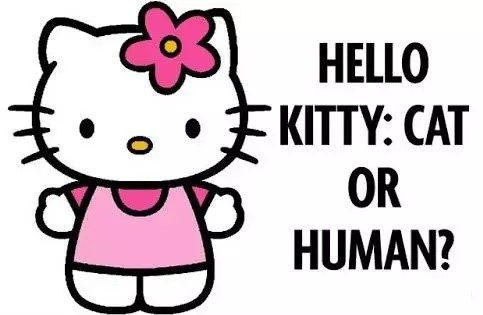 HELLO
KITTY: CAT
OR
HUMAN?